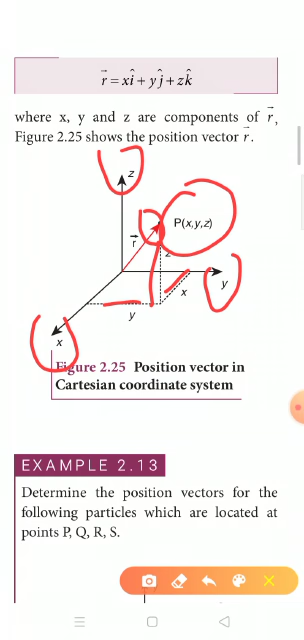 r⃗ = xî + yĵ + zk̂
where x, y and z are components of r⃗,
Figure 2.25 shows the position vector r⃗.
z
P(x,y,z)
r⃗
z
y
x
y
x
Figure 2.25 Position vector in
Cartesian coordinate system
EXAMPLE 2.13
Determine the position vectors for the
following particles which are located at
points P, Q, R, S.